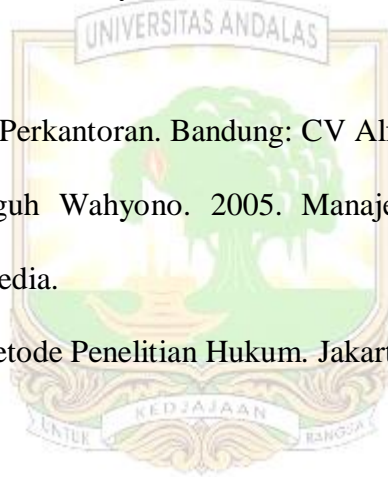 UNIVERSITAS ANDALAS
Perkantoran. Bandung: CV Al
guh Wahyono. 2005. Manaje
edia.
etode Penelitian Hukum. Jakart
KEDJAJAAN
UNTUK BANGSA